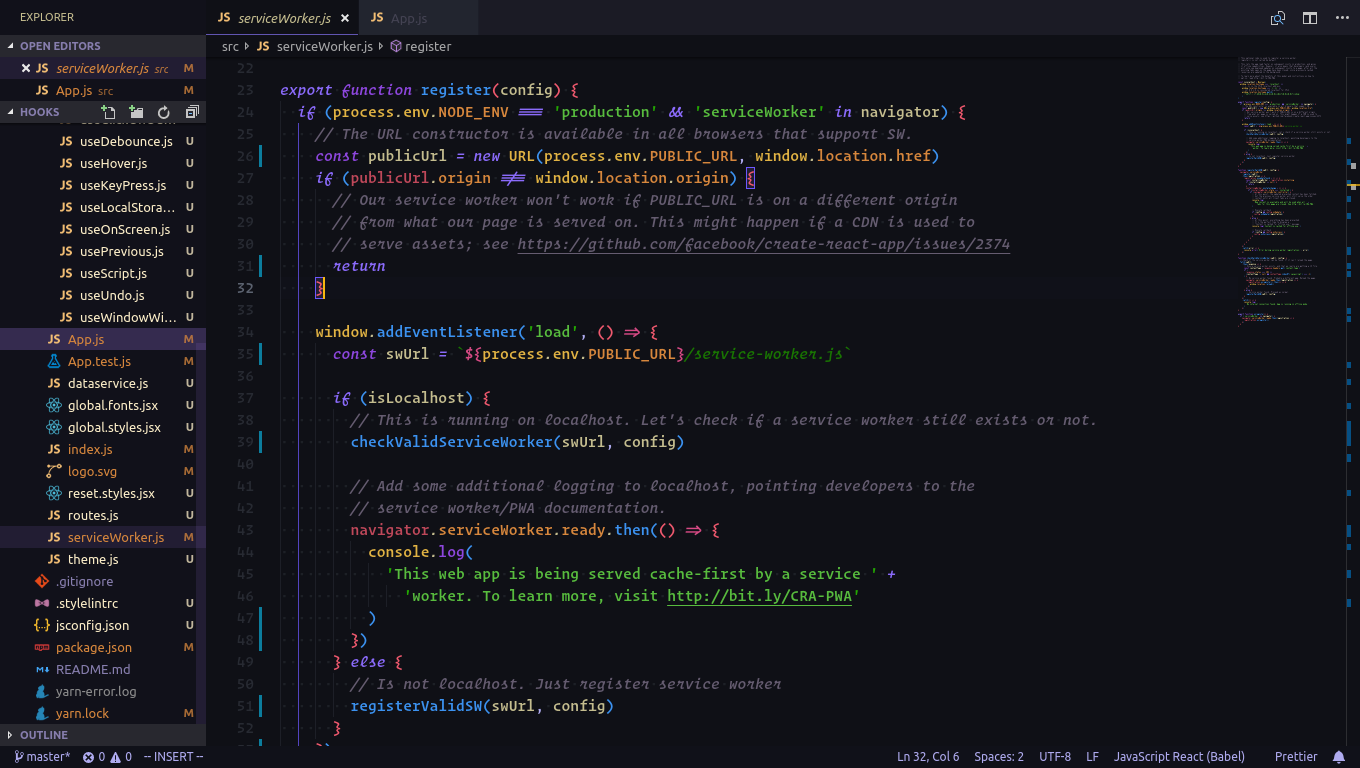 EXPLORER
OPEN EDITORS
JS serviceWorker.js src M
JS App.js src M
HOOKS
JS useDebounce.js U
JS useHover.js U
JS useKeyPress.js U
JS useLocalStora... U
JS useOnScreen.js U
JS usePrevious.js U
JS useScript.js U
JS useUndo.js U
JS useWindowWi... U
JS App.js M
App.test.js M
JS dataservice.js U
global.fonts.jsx U
global.styles.jsx U
JS index.js M
logo.svg M
reset.styles.jsx U
JS routes.js U
JS serviceWorker.js M
JS theme.js U
.gitignore
.stylelintrc U
{..} jsconfig.json U
package.json M
README.md
yarn-error.log
yarn.lock M
OUTLINE
JS serviceWorker.js × JS App.js
src JS serviceWorker.js register
22
23 export function register(config) {
24 if (process.env.NODE_ENV === 'production' && 'serviceWorker' in navigator) {
25 // The URL constructor is available in all browsers that support SW.
26 const publicUrl = new URL(process.env.PUBLIC_URL, window.location.href)
27 if (publicUrl.origin !== window.location.origin) {
28 // Our service worker won't work if PUBLIC_URL is on a different origin
29 // from what our page is served on. This might happen if a CDN is used to
30 // serve assets; see https://github.com/facebook/create-react-app/issues/2374
31 return
32 }
33
34 window.addEventListener('load', () => {
35 const swUrl = `${process.env.PUBLIC_URL}/service-worker.js`
36
37 if (isLocalhost) {
38 // This is running on localhost. Let's check if a service worker still exists or not.
39 checkValidServiceWorker(swUrl, config)
40
41 // Add some additional logging to localhost, pointing developers to the
42 // service worker/PWA documentation.
43 navigator.serviceWorker.ready.then(() => {
44 console.log(
45 'This web app is being served cache-first by a service ' +
46 'worker. To learn more, visit http://bit.ly/CRA-PWA'
47 )
48 })
49 } else {
50 // Is not localhost. Just register service worker
51 registerValidSW(swUrl, config)
52 }
master* 0 0 -- INSERT -- Ln 32, Col 6 Spaces: 2 UTF-8 LF JavaScript React (Babel) Prettier